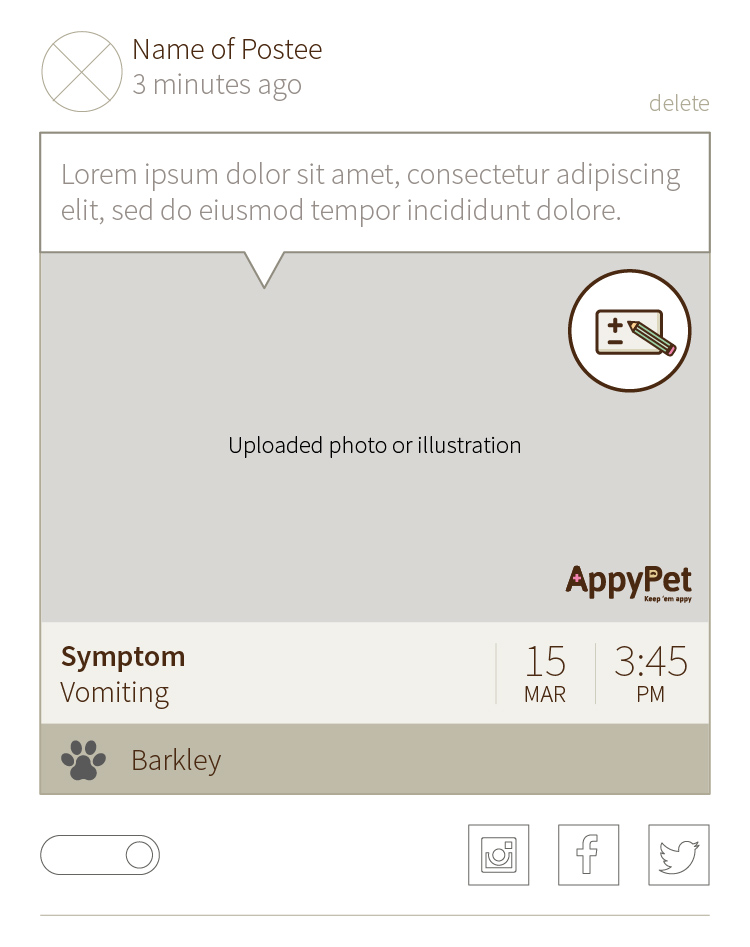 Name of Postee
3 minutes ago
delete
Lorem ipsum dolor sit amet, consectetur adipiscing
elit, sed do eiusmod tempor incididunt dolore.
Uploaded photo or illustration
AppyPet
Keep 'em appy
Symptom
Vomiting
15
MAR
3:45
PM
Barkley